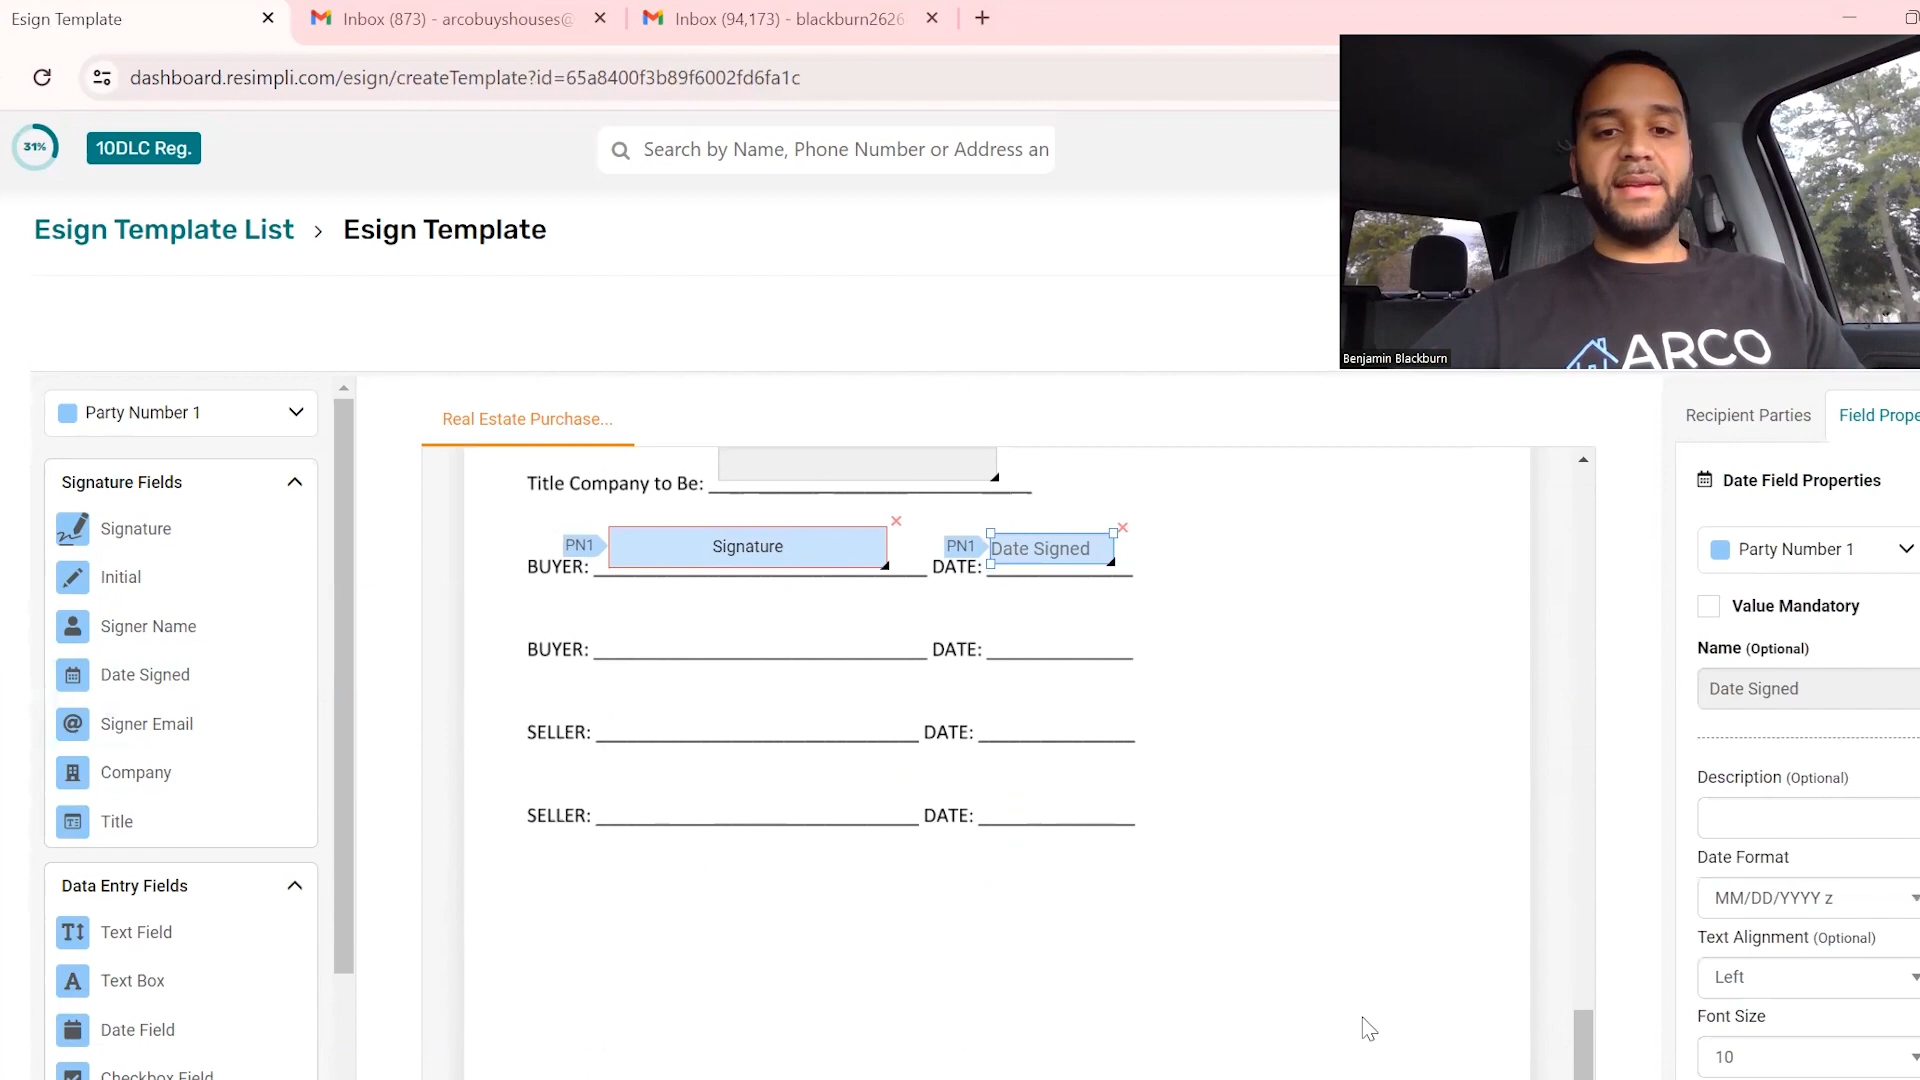 Esign Template
Inbox (873) - arcobuyshouses@
Inbox (94,173) - blackburn2626
dashboard.resimpli.com/esign/createTemplate?id=65a8400f3b89f6002fd6fa1c
31%
10DLC Reg.
Search by Name, Phone Number or Address an
Esign Template List > Esign Template
ARCO
Benjamin Blackburn
Party Number 1
Signature Fields
Signature
Initial
Signer Name
Date Signed
Signer Email
Company
Title
Data Entry Fields
Text Field
Text Box
Date Field
Checkbox Field
Real Estate Purchase...
Title Company to Be:
PN1 Signature PN1 Date Signed
BUYER: DATE:
BUYER: DATE:
SELLER: DATE:
SELLER: DATE:
Recipient Parties
Field Prope
Date Field Properties
Party Number 1
Value Mandatory
Name (Optional)
Date Signed
Description (Optional)
Date Format
MM/DD/YYYY z
Text Alignment (Optional)
Left
Font Size
10